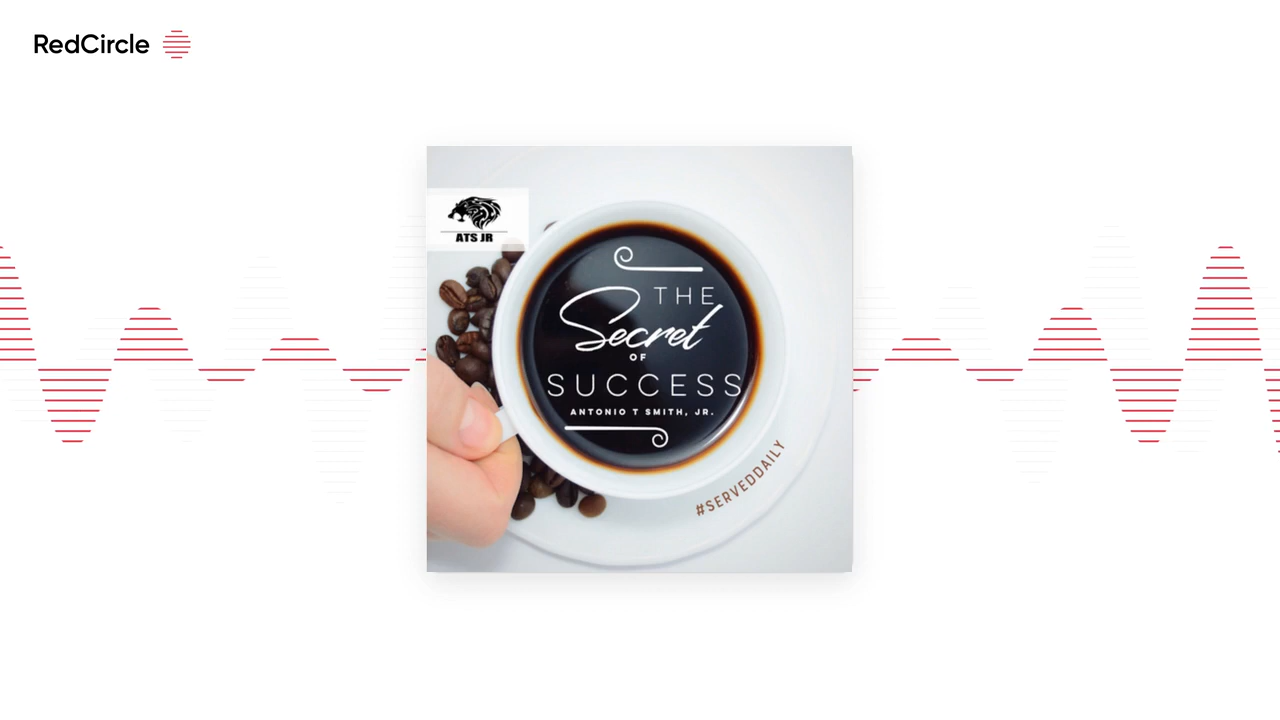 RedCircle
ATS JR
THE
Secret
OF
SUCCESS
ANTONIO T SMITH, JR.
#SERVEDDAILY